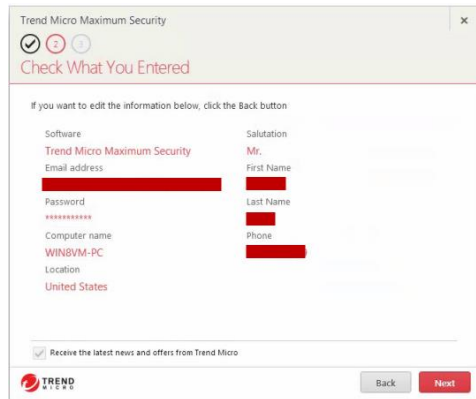 Trend Micro Maximum Security
2 3
Check What You Entered
If you want to edit the information below, click the Back button
Software
Trend Micro Maximum Security
Email address
Password
***********
Computer name
WIN8VM-PC
Location
United States
Salutation
Mr.
First Name
Last Name
Phone
Receive the latest news and offers from Trend Micro
TREND
MICRO
Back Next